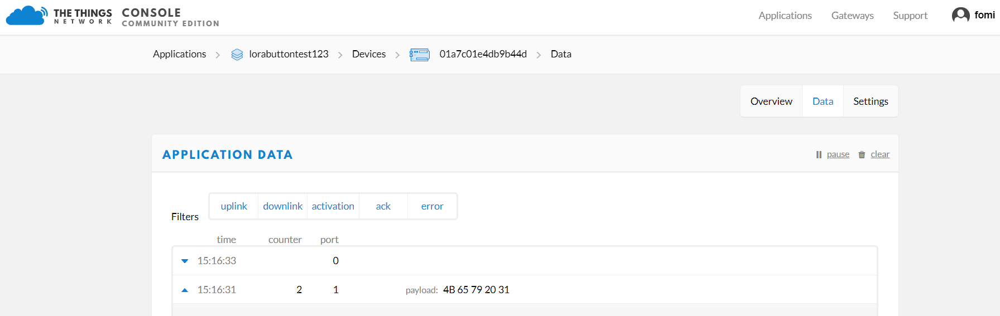 THE THINGS NETWORK CONSOLE COMMUNITY EDITION
Applications Gateways Support fomi
Applications lorabuttontest123 Devices 01a7c01e4db9b44d Data
Overview Data Settings
APPLICATION DATA pause clear
Filters uplink downlink activation ack error
time counter port
15:16:33 0
15:16:31 2 1 payload: 4B 65 79 20 31